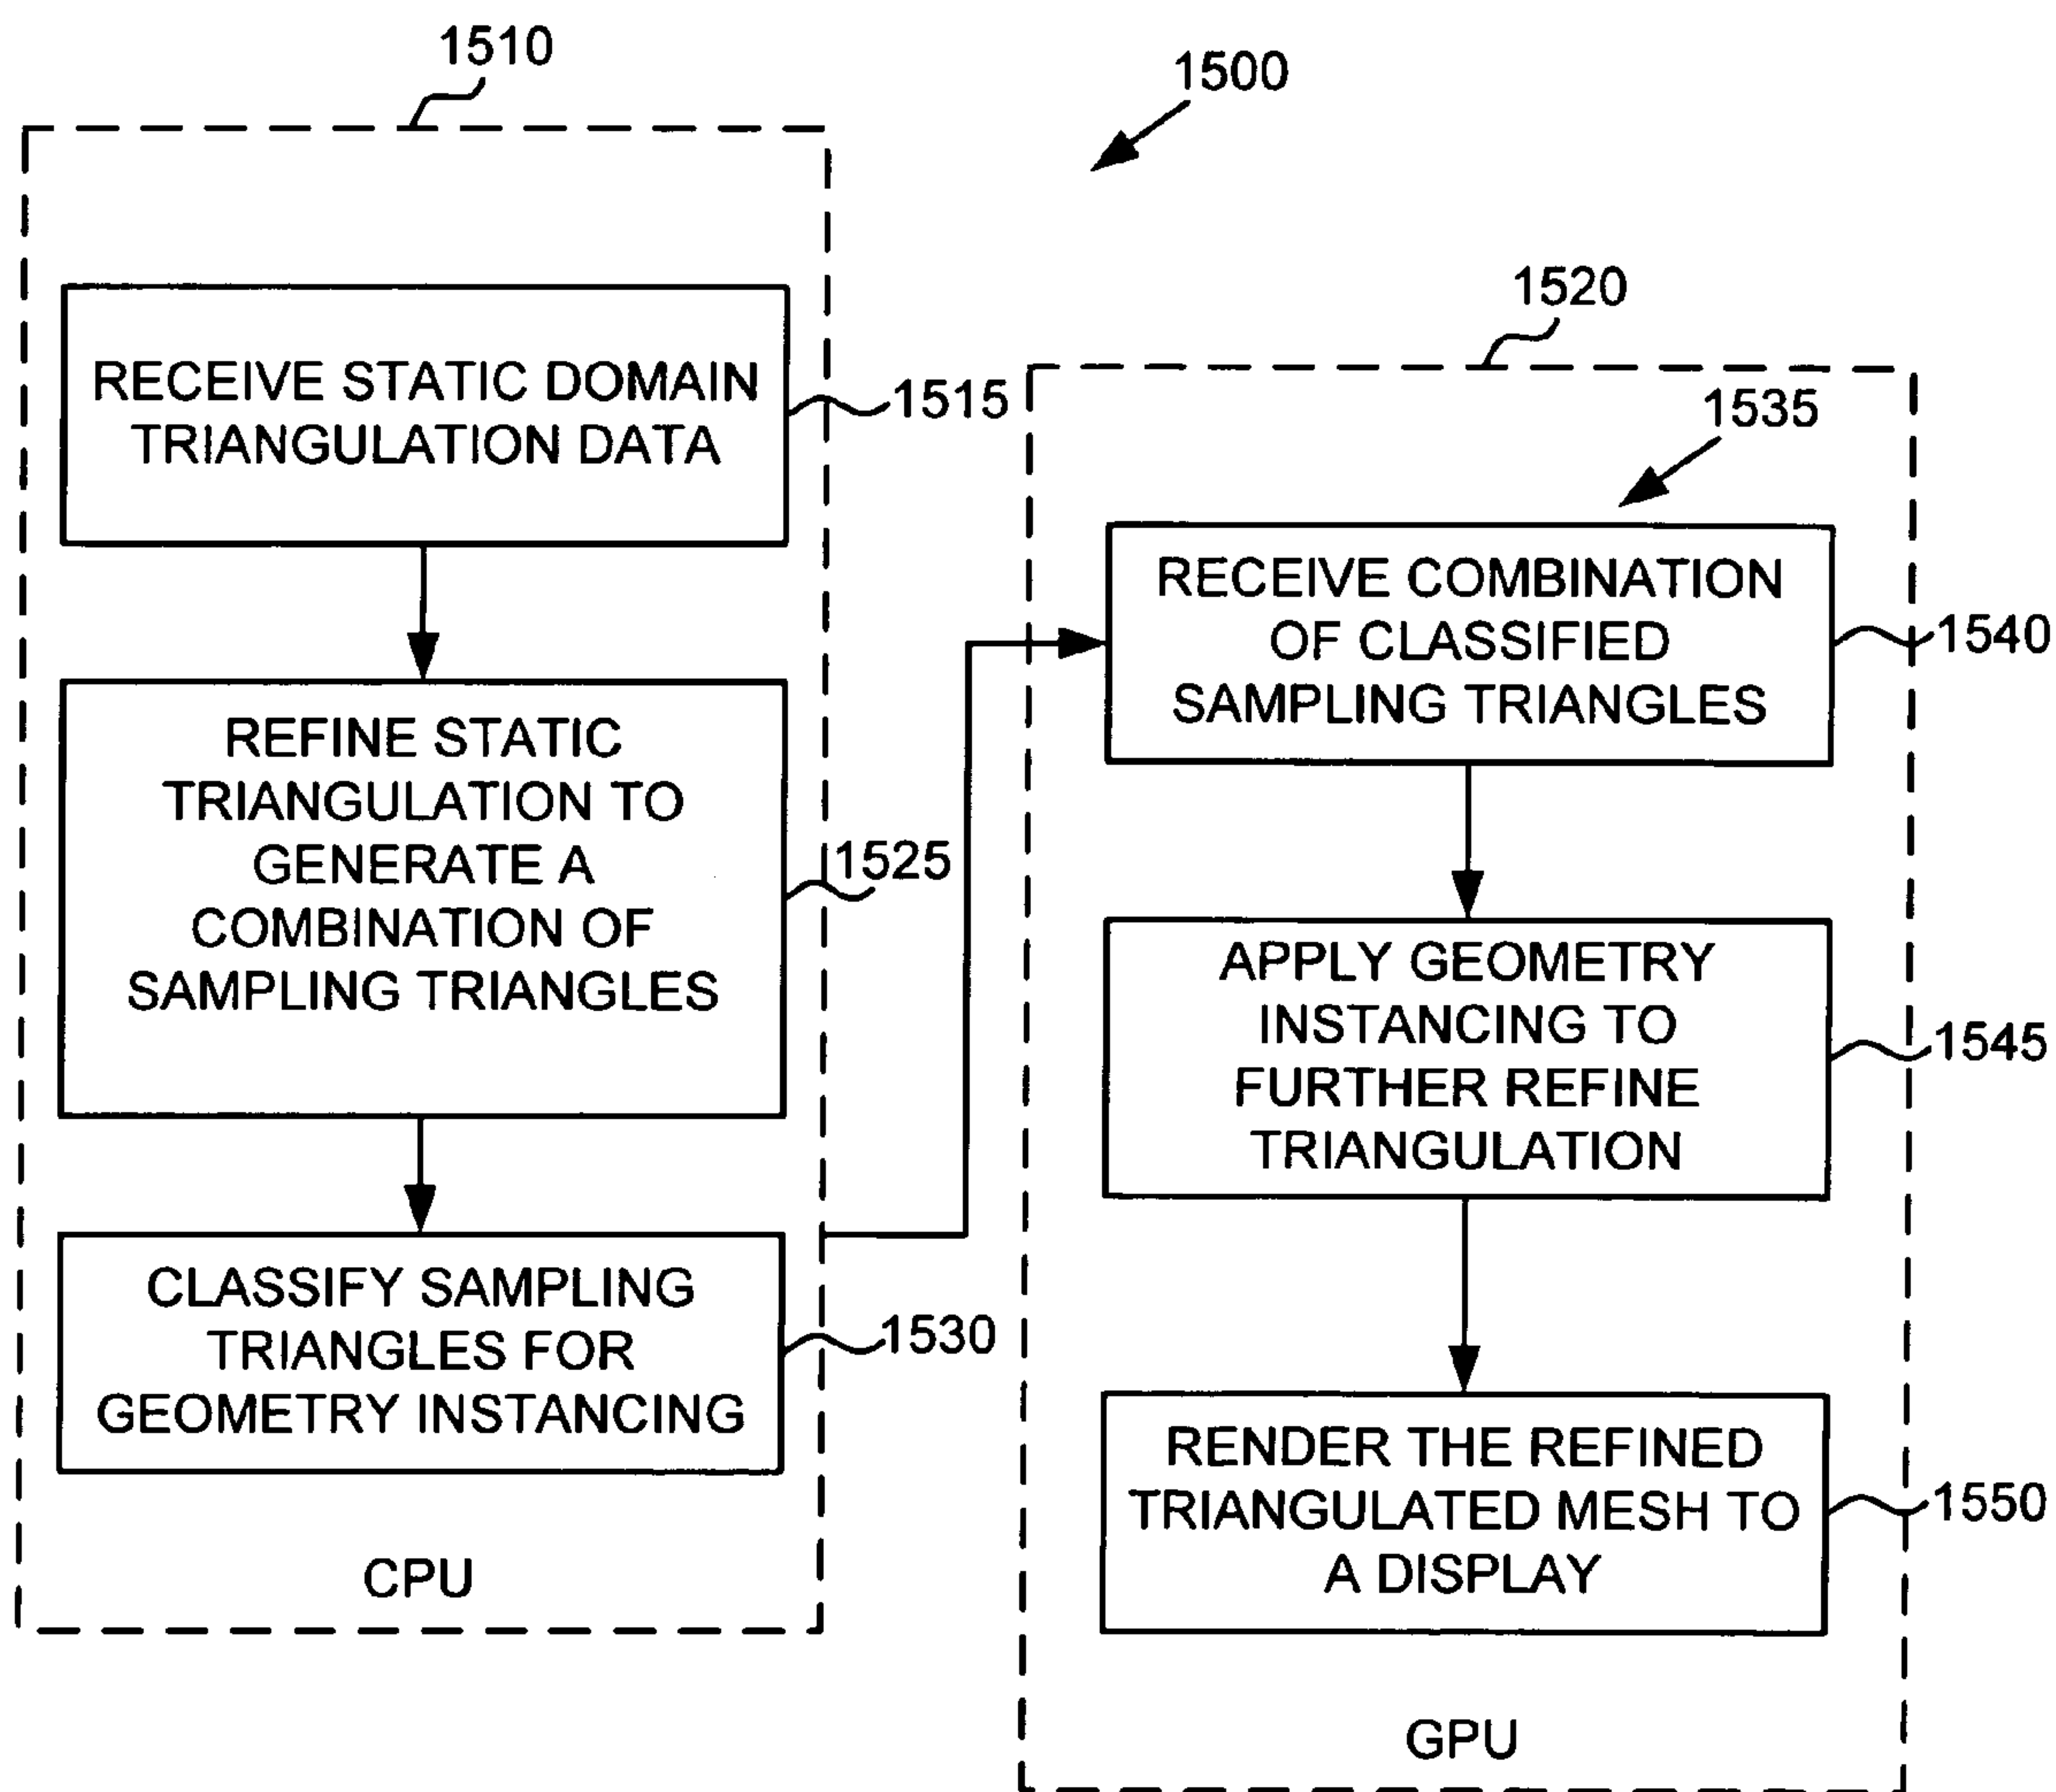 1510
1500
RECEIVE STATIC DOMAIN
TRIANGULATION DATA
1515
REFINE STATIC
TRIANGULATION TO
GENERATE A
COMBINATION OF
SAMPLING TRIANGLES
1525
CLASSIFY SAMPLING
TRIANGLES FOR
GEOMETRY INSTANCING
1530
CPU
1520
1535
RECEIVE COMBINATION
OF CLASSIFIED
SAMPLING TRIANGLES
1540
APPLY GEOMETRY
INSTANCING TO
FURTHER REFINE
TRIANGULATION
1545
RENDER THE REFINED
TRIANGULATED MESH TO
A DISPLAY
1550
GPU